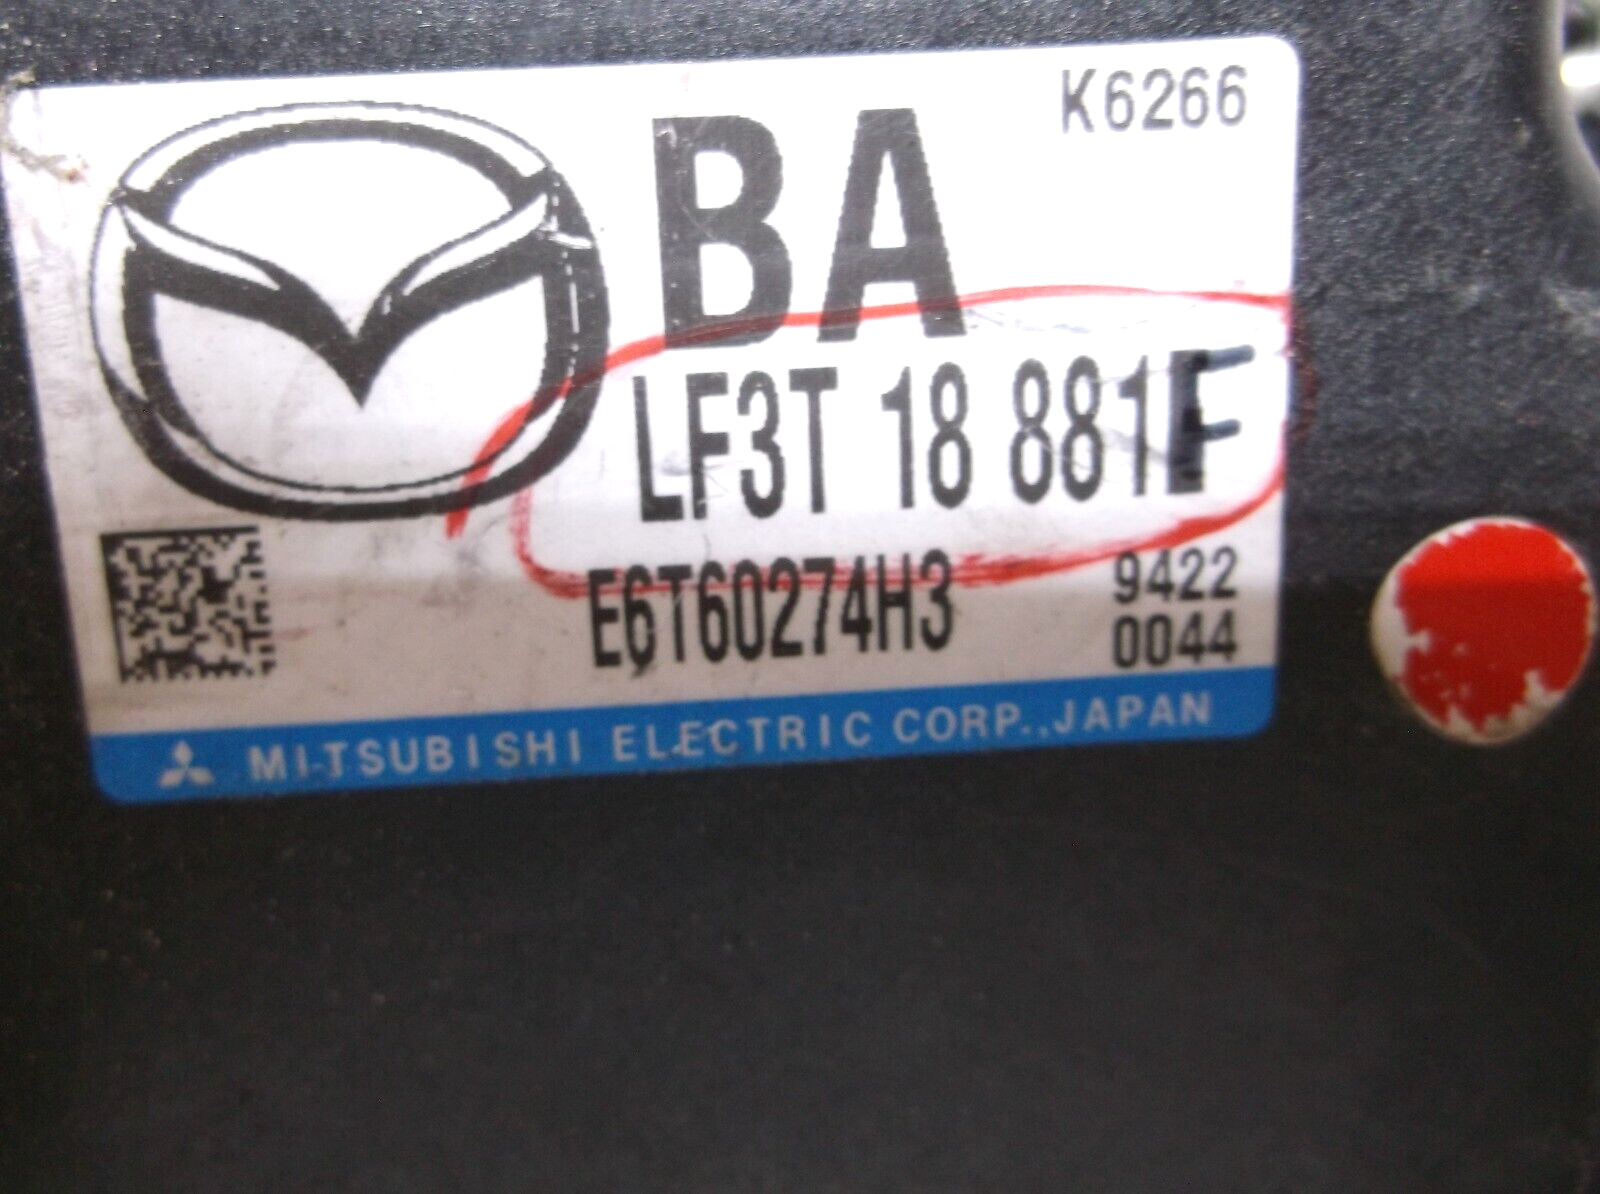 K6266
BA
LF3T 18 881F
E6T60274H3
9422
0044
MITSUBISHI ELECTRIC CORP.,JAPAN